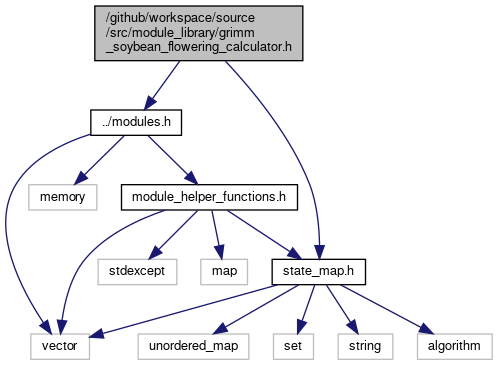 /github/workspace/source
/src/module_library/grimm
_soybean_flowering_calculator.h
../modules.h
memory
module_helper_functions.h
stdexcept
map
state_map.h
vector
unordered_map
set
string
algorithm